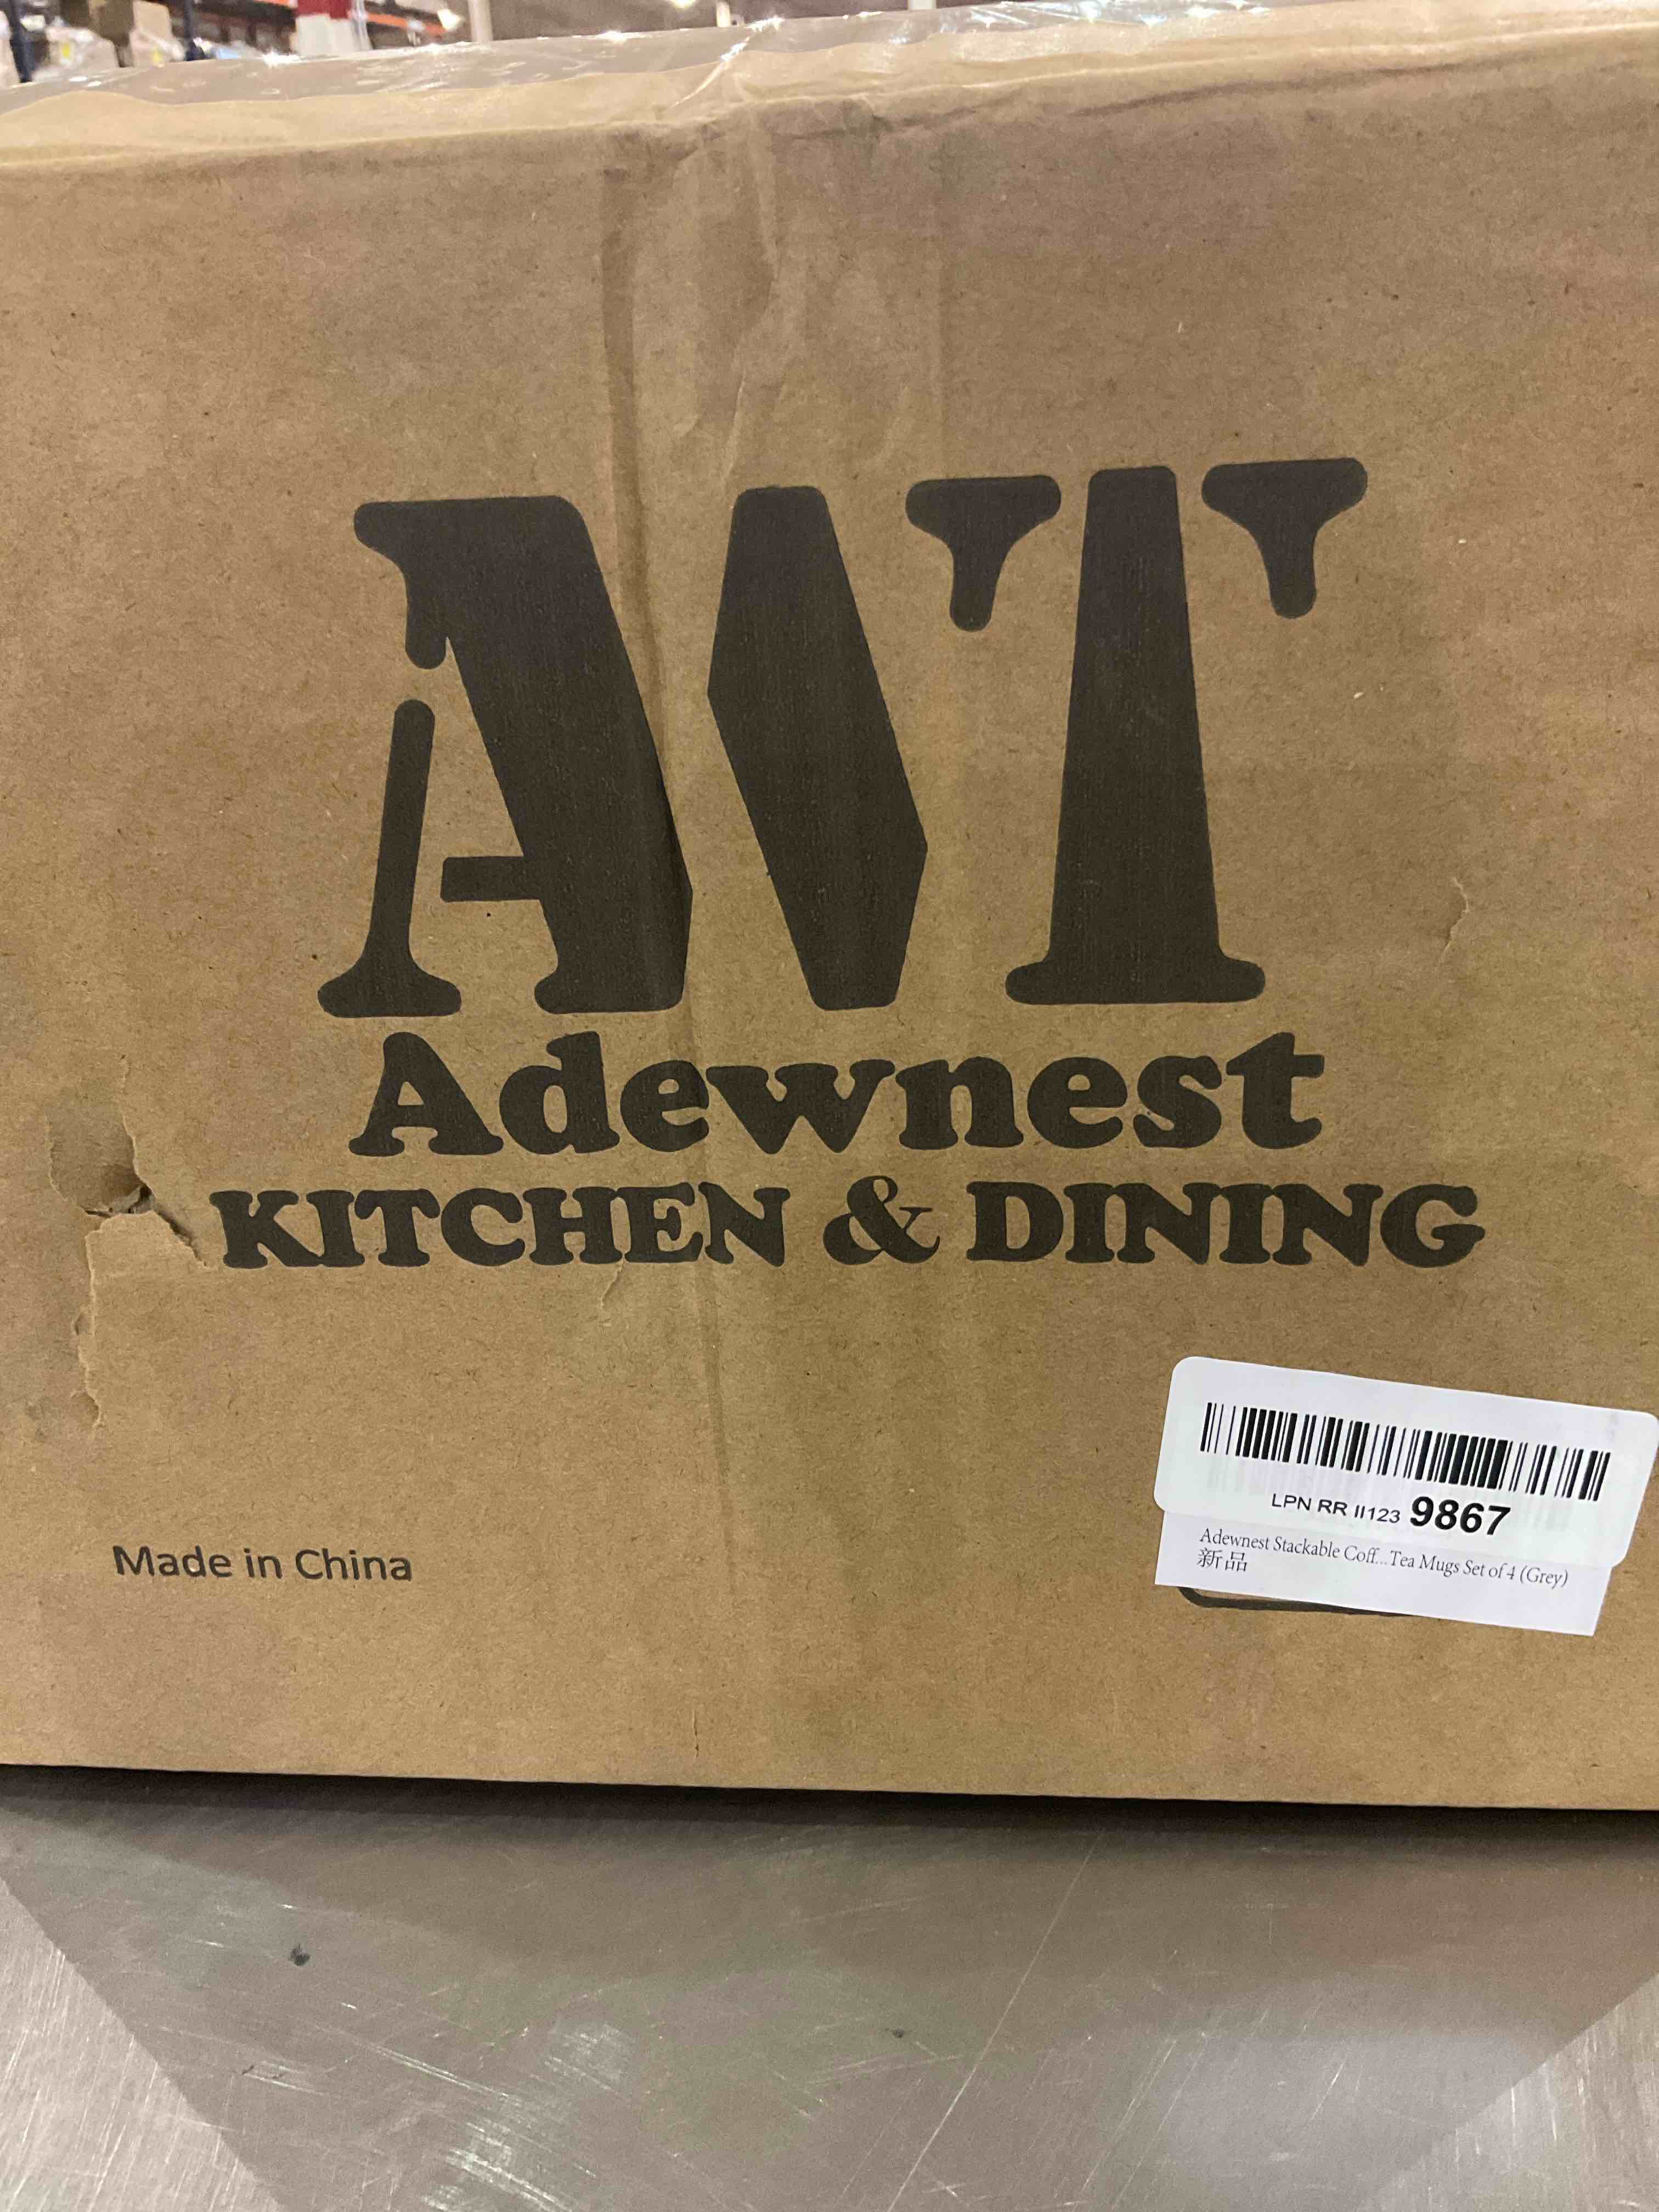 ANT
Adewnest
KITCHEN & DINING
Made in China
LPN RR II123 9867
Adewnest Stackable Coff...Tea Mugs Set of 4 (Grey)
新品